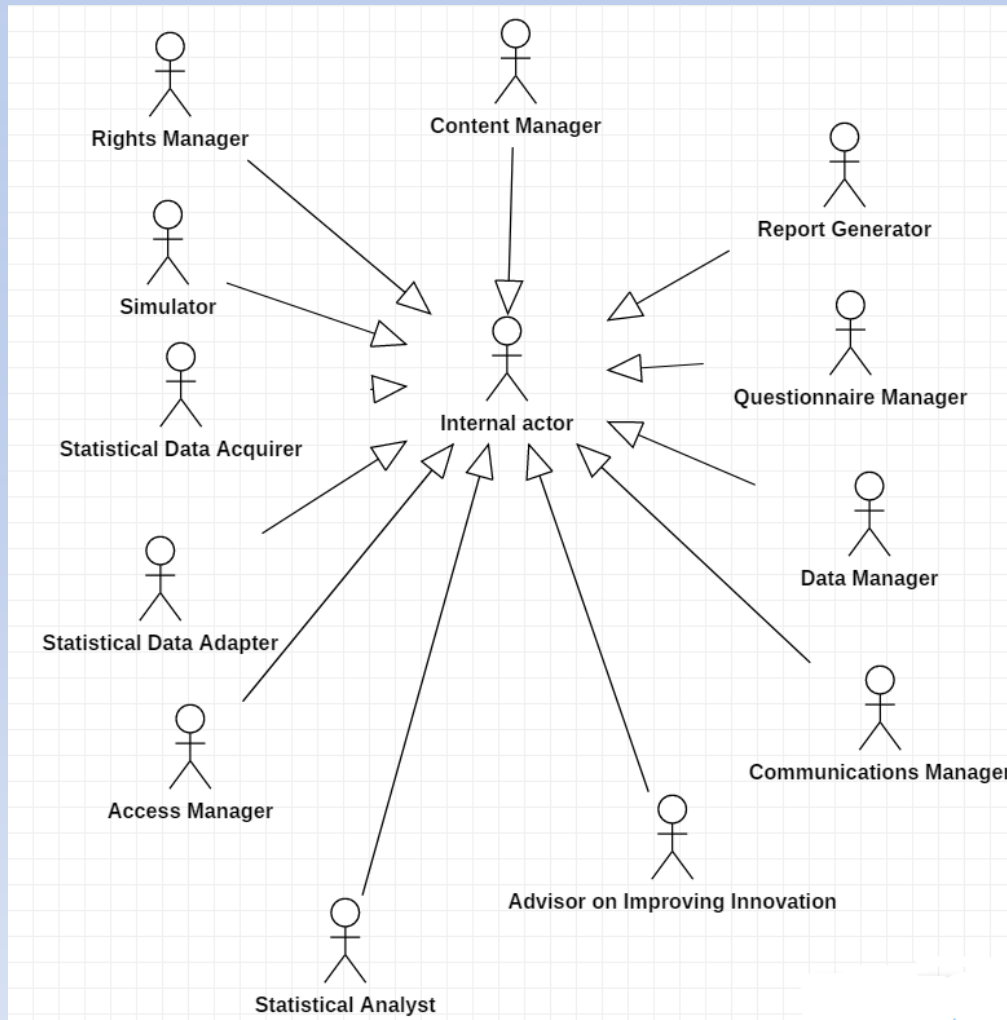 Content Manager
Rights Manager
Report Generator
Simulator
Questionnaire Manager
Internal actor
Statistical Data Acquirer
Data Manager
Statistical Data Adapter
Communications Manager
Access Manager
Advisor on Improving Innovation
Statistical Analyst